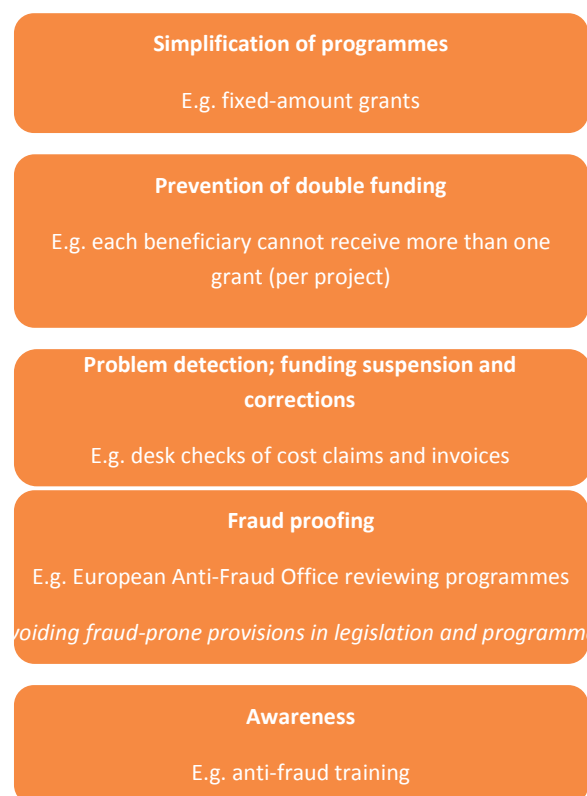 Simplification of programmes
E.g. fixed-amount grants
Prevention of double funding
E.g. each beneficiary cannot receive more than one
grant (per project)
Problem detection; funding suspension and
corrections
E.g. desk checks of cost claims and invoices
Fraud proofing
E.g. European Anti-Fraud Office reviewing programmes
voiding fraud-prone provisions in legislation and programm
Awareness
E.g. anti-fraud training